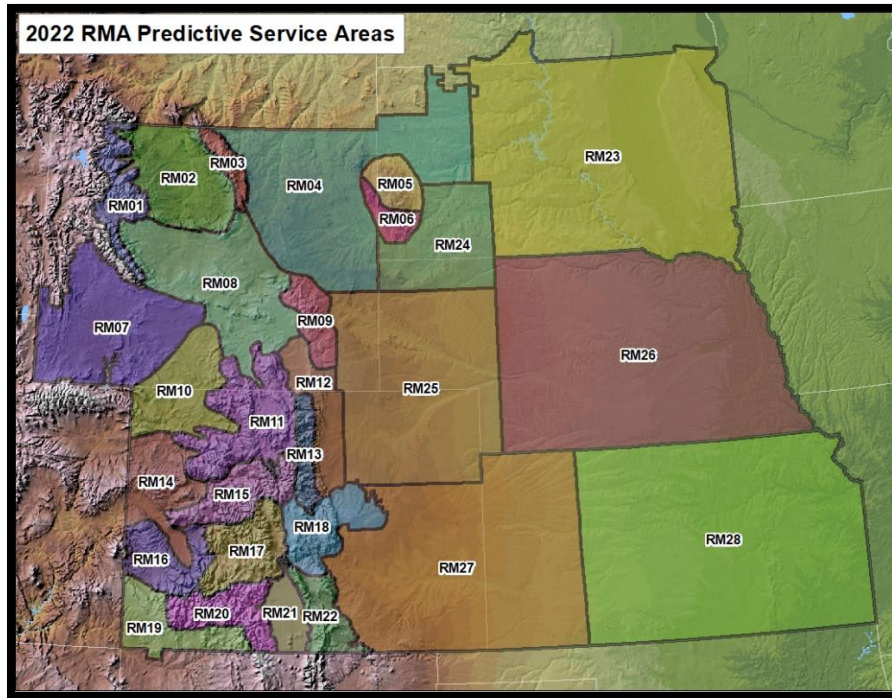 2022 RMA Predictive Service Areas
RM23
RM03
RM02
RM04
RM05
RM01
RM06
RM24
RM08
RM07
RM09
RM26
RM12
RM25
RM10
RM11
RM13
RM14
RM15
RM18
RM17
RM16
RM27
RM28
RM20
RM21
RM22
RM19